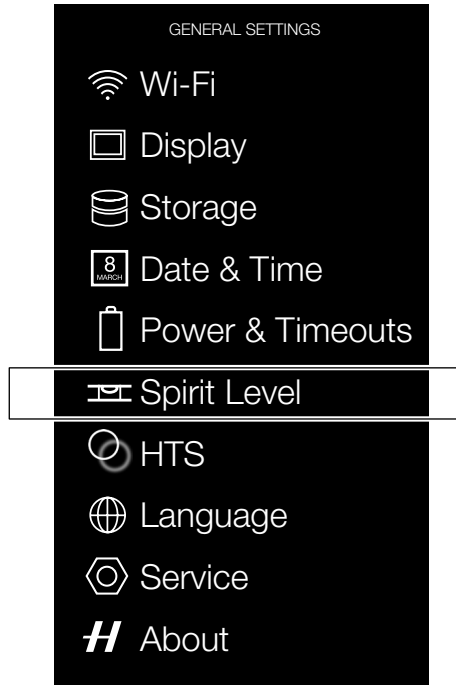 GENERAL SETTINGS
Wi-Fi
Display
Storage
8
MARCH
Date & Time
Power & Timeouts
Spirit Level
HTS
Language
Service
H About